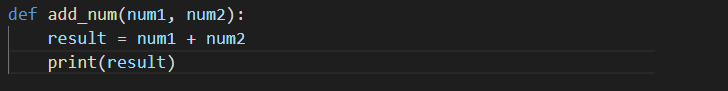 def add_num(num1, num2):
    result = num1 + num2
    print(result)